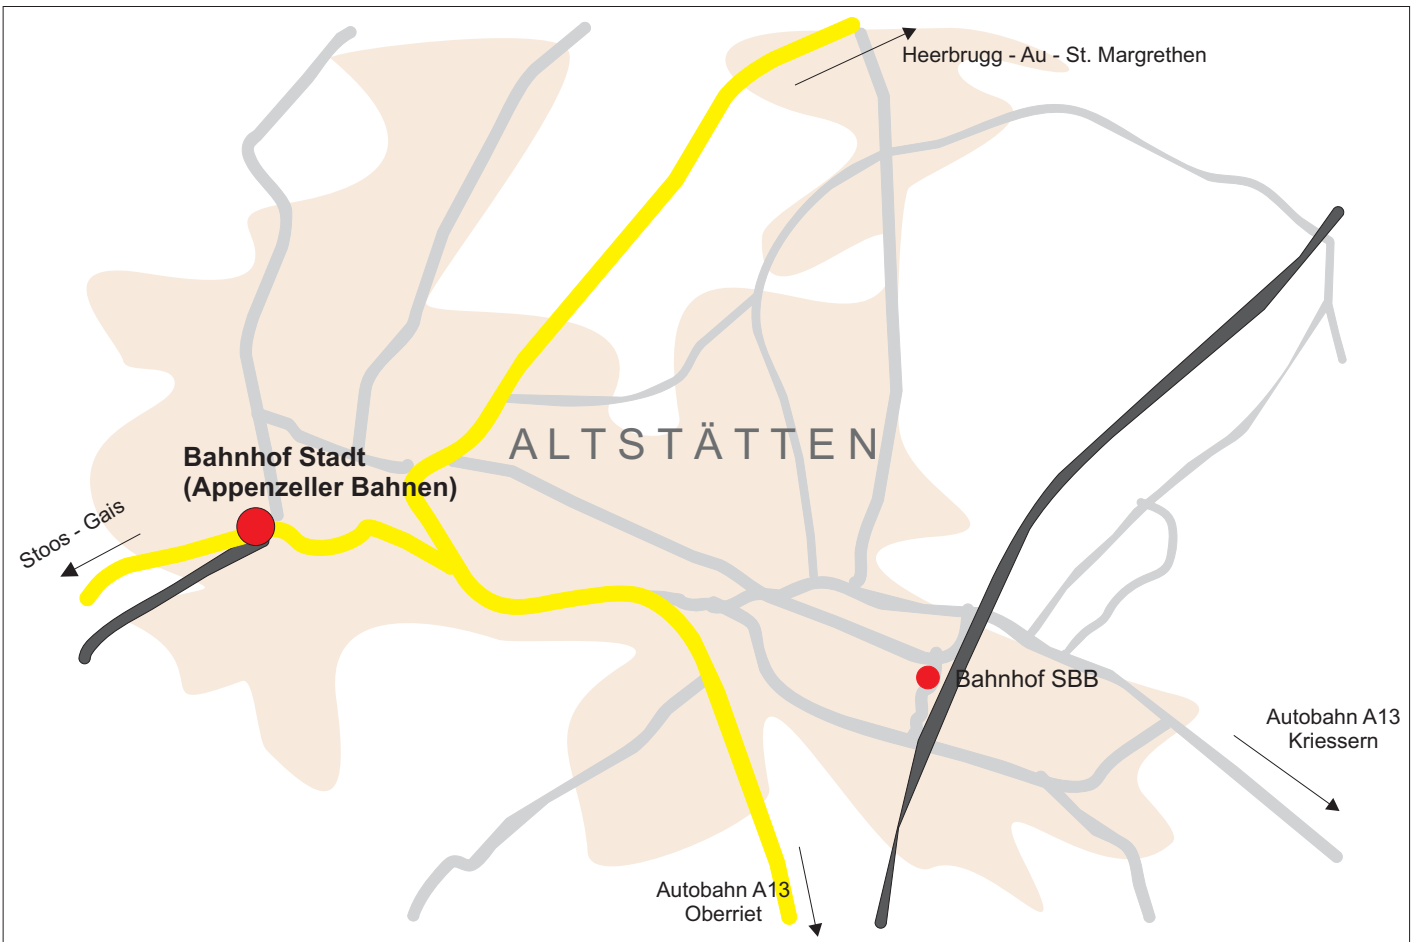 Heerbrugg - Au - St. Margrethen
ALTSTÄTTEN
Bahnhof Stadt
(Appenzeller Bahnen)
Stoos - Gais
Bahnhof SBB
Autobahn A13
Kriessern
Autobahn A13
Oberriet